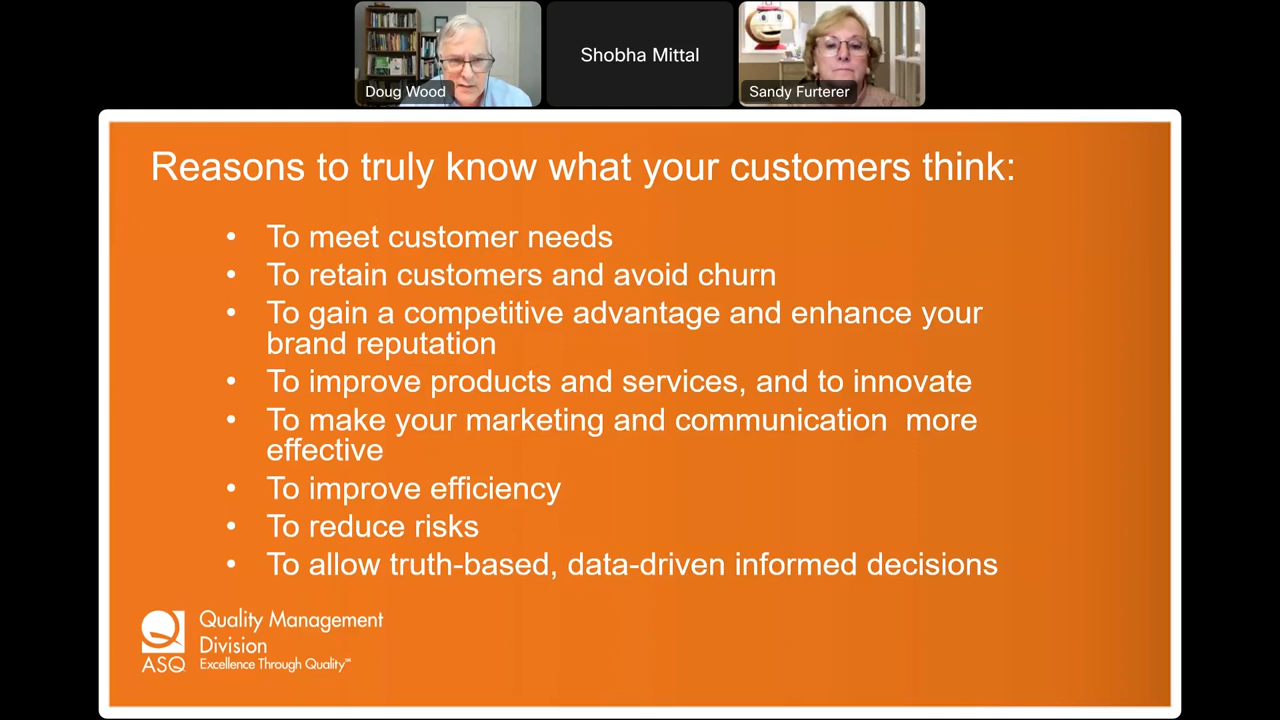 Doug Wood
Shobha Mittal
Sandy Furterer
Reasons to truly know what your customers think:
• To meet customer needs
• To retain customers and avoid churn
• To gain a competitive advantage and enhance your
brand reputation
• To improve products and services, and to innovate
• To make your marketing and communication  more
effective
• To improve efficiency
• To reduce risks
• To allow truth-based, data-driven informed decisions
Quality Management
Division
ASQ Excellence Through Quality™